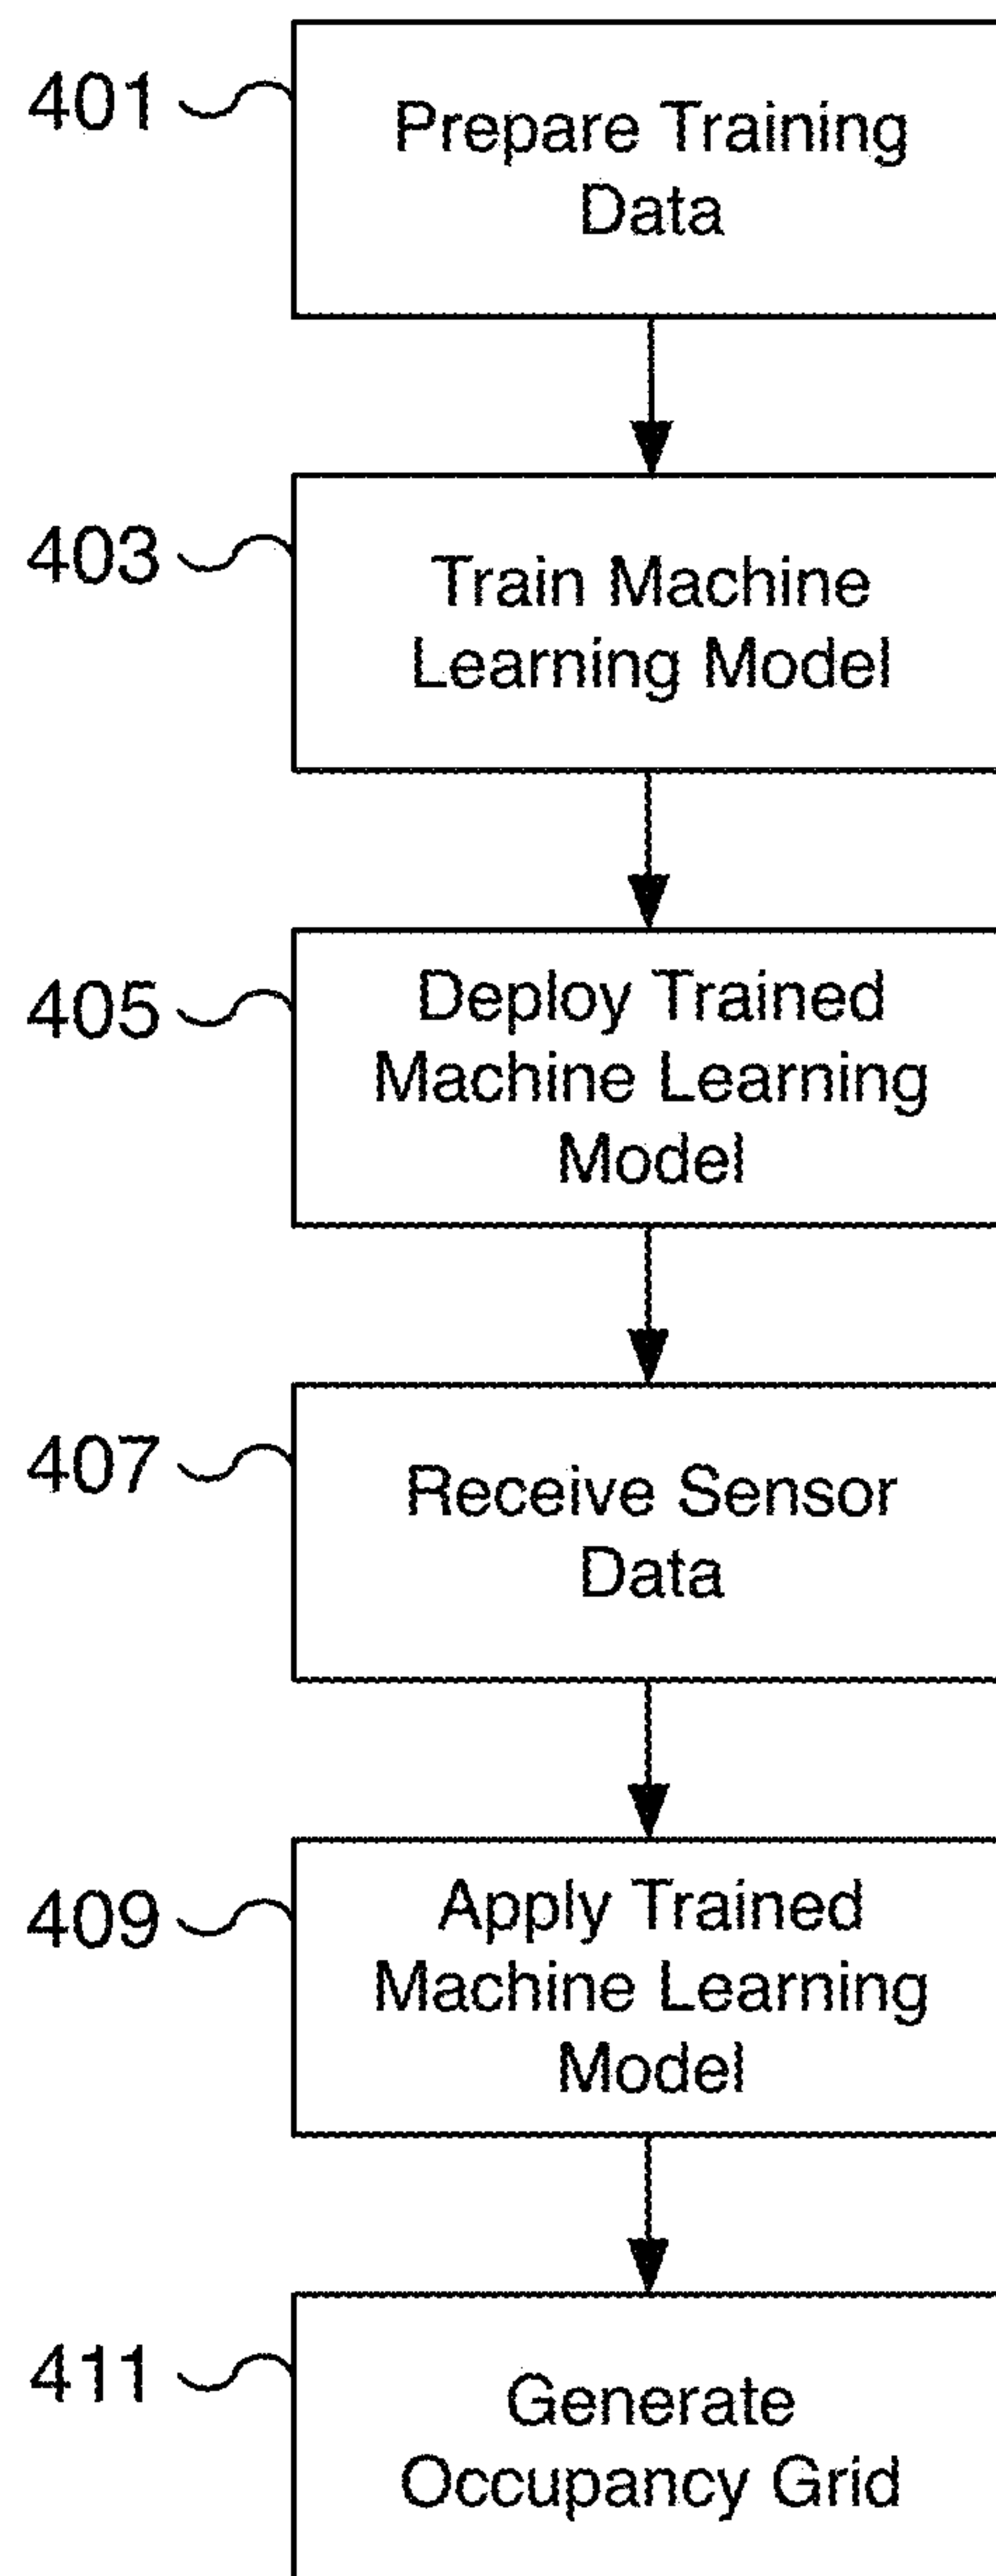 401
Prepare Training
Data
403
Train Machine
Learning Model
405
Deploy Trained
Machine Learning
Model
407
Receive Sensor
Data
409
Apply Trained
Machine Learning
Model
411
Generate
Occupancy Grid